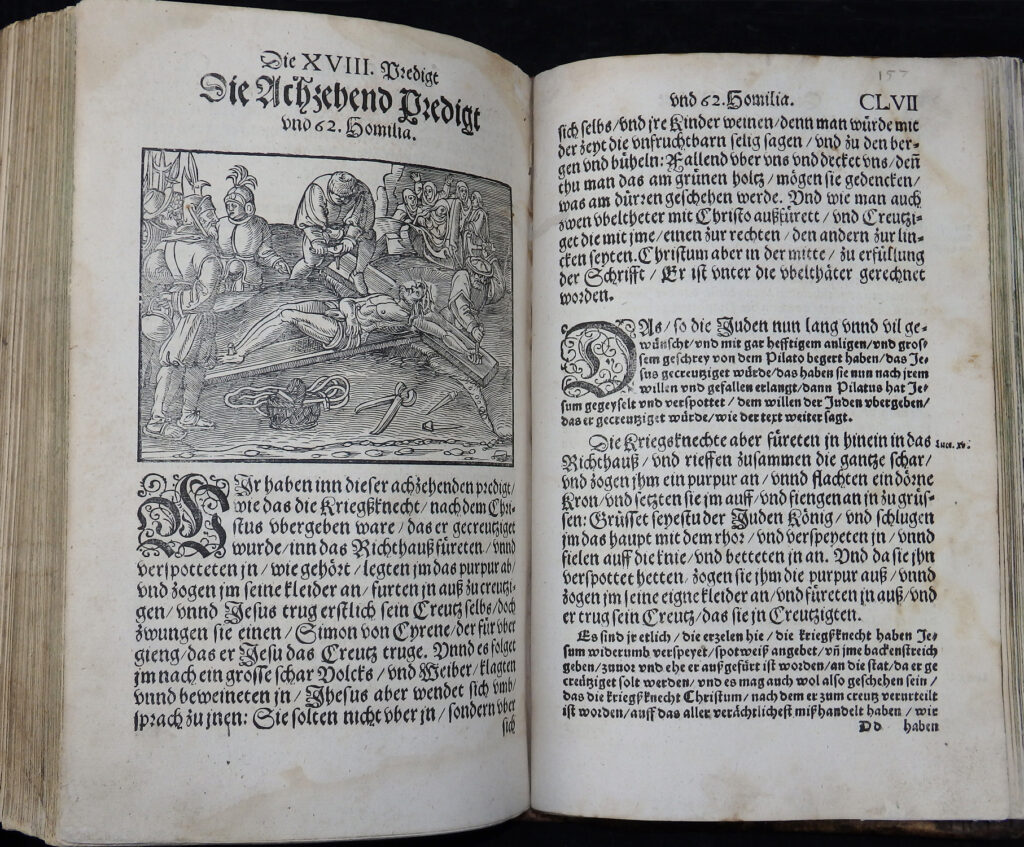 Die XVIII. Predigt
Die Achzehend Predigt
vnd 62. Homilia.
WIr haben inn dieser achzehenden predigt/
wie das die Kriegßknecht/ nach dem Chri-
stus vbergeben ware/ das er gecreutziget
wurde/ inn das Richthauß füreten/ vnnd
verspotteten jn/ wie gehört/ legten jm das purpur ab/
vnd zogen jm seine kleider an/ furten jn auß zu creutzi-
gen/ vnnd Jesus trug erstlich sein Creutz selbs/ doch
zwungen sie einen/ Simon von Cyrene/ der für vber
gieng/ das er Jesu das Creutz truge. Vnnd es folget
jm nach ein grosse schar Volcks/ vnd Weiber/ klagten
vnnd beweineten jn/ Jhesus aber wendet sich vmb/
sprach zu jnen: Sie solten nicht vber jn/ sondern vber
sich
157
vnd 62. Homilia. CLVII
sich selbs/ vnd jre Kinder weinen/ denn man würde mit
der zeyt die vnfruchtbarn selig sagen/ vnd zu den ber-
gen vnd büheln: Fallend vber vns vnd decket vns/ deñ
thu man das am grünen holtz/ mögen sie gedencken/
was am dürren geschehen werde. Vnd wie man auch
zwen vbeltheter mit Christo außfürett/ vnd Creutzi-
get die mit jme/ einen zur rechten/ den andern zur lin-
cken seyten. Christum aber in der mitte/ zu erfüllung
der Schrifft/ Er ist vnter die vbelthäter gerechnet
worden.
DAs/ so die Juden nun lang vnnd vil ge-
wünscht/ vnd mit gar hefftigem anligen/ vnd gros-
sem geschrey von dem Pilato begert haben/ das Je-
sus gecreutziget würde/ das haben sie nun nach jrem
willen vnd gefallen erlangt/ dann Pilatus hat Je-
sum gegeyselt vnd verspottet/ dem willen der Juden vbergeben/
das er gecreutziget würde/ wie der text weiter sagt.
Die Kriegsknechte aber füreten jn hinein in das
Richthauß/ vnd rieffen zusammen die gantze schar/
vnd zogen jhm ein purpur an/ vnnd flachten ein dörne
Kron/ vnd setzten sie jm auff/ vnd fiengen an jn zu grüs-
sen: Grüsset seyestu der Juden König/ vnd schlugen
jm das haupt mit dem rhor/ vnd verspeyeten jn/ vnnd
fielen auff die knie/ vnd betteten jn an. Vnd da sie jhn
verspottet hetten/ zogen sie jhm die purpur auß/ vnnd
zogen jm seine eigne kleider an/ vnd füreten jn auß/ vnd
er trug sein Creutz/ das sie jn Creutzigten.
Es sind jr etlich/ die erzelen hie/ die kriegßknecht haben Je-
sum widerumb verspeyet/ spotweiß angebet/ vñ jme backenstreich
geben/ zuuor vnd ehe er außgefürt ist worden/ an die stat/ da er ge
creütziget solt werden/ vnd es mag auch wol also geschehen sein/
das die kriegßknecht Christum/ nach dem er zum creutz verurteilt
ist worden/ auff das aller verächtlichest mißhandelt haben/ wir
Dd haben